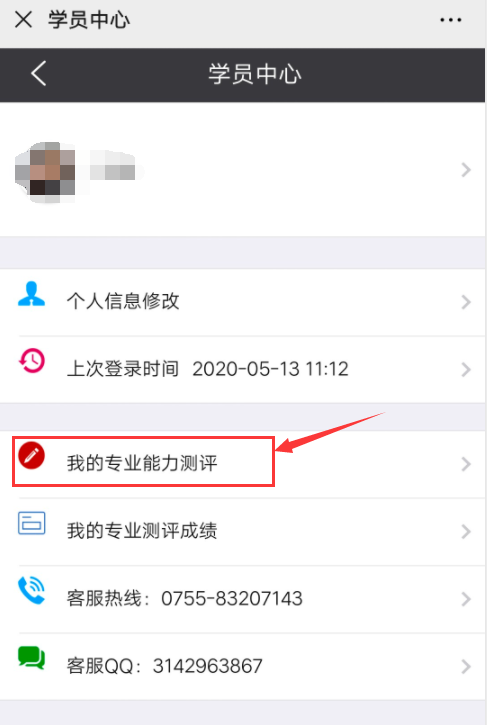 学员中心
学员中心
个人信息修改
上次登录时间 2020-05-13 11:12
我的专业能力测评
我的专业测评成绩
客服热线：0755-83207143
客服QQ：3142963867